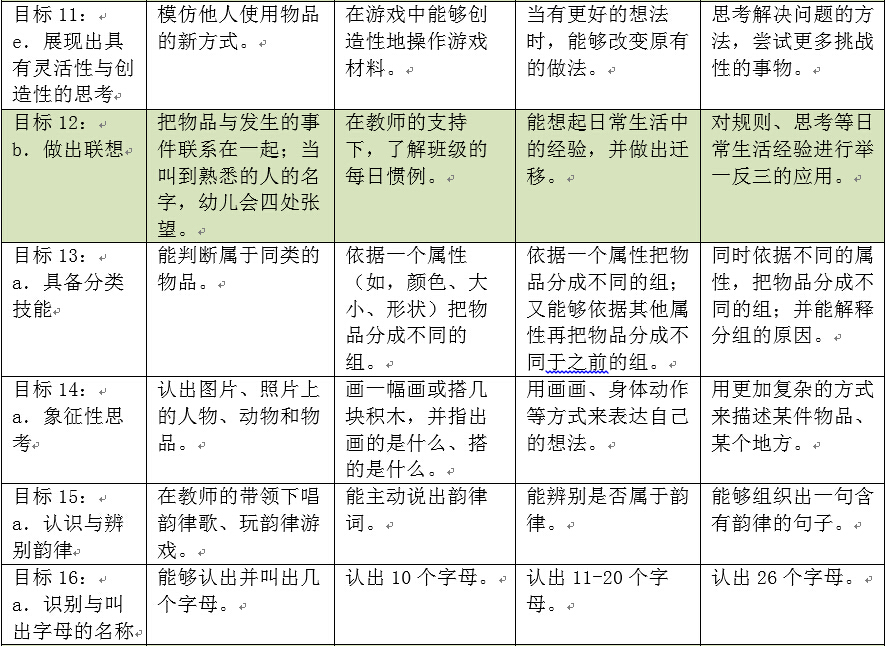 目标 11：
e. 展现出具
有灵活性与创
造性的思考
模仿他人使用物品
的新方式。
在游戏中能够创
造性地操作游戏
材料。
当有更好的想法
时，能够改变原有
的做法。
思考解决问题的方
法，尝试更多挑战
性的事物。
目标 12：
b. 做出联想
把物品与发生的事
件联系在一起；当
叫到熟悉的人的名
字，幼儿会四处张
望。
在教师的支持
下，了解班级的
每日惯例。
能想起日常生活中
的经验，并做出迁
移。
对规则、思考等日
常生活经验进行举
一反三的应用。
目标 13：
a. 具备分类
技能
能判断属于同类的
物品。
依据一个属性
（如，颜色、大
小、形状）把物
品分成不同的
组。
依据一个属性把物
品分成不同的组；
又能够依据其他属
性再把物品分成不
同于之前的组。
同时依据不同的属
性，把物品分成不
同的组；并能解释
分组的原因。
目标 14：
a. 象征性思
考
认出图片、照片上
的人物、动物和物
品。
画一幅画或搭几
块积木，并指出
画的是什么、搭
的是什么。
用画画、身体动作
等方式来表达自己
的想法。
用更加复杂的方式
来描述某件物品、
某个地方。
目标 15：
a. 认识与辨
别韵律
在教师的带领下唱
韵律歌、玩韵律游
戏。
能主动说出韵律
词。
能辨别是否属于韵
律。
能够组织出一句含
有韵律的句子。
目标 16：
a. 识别与叫
出字母的名称
能够认出并叫出几
个字母。
认出 10 个字母。
认出 11-20 个字
母。
认出 26 个字母。